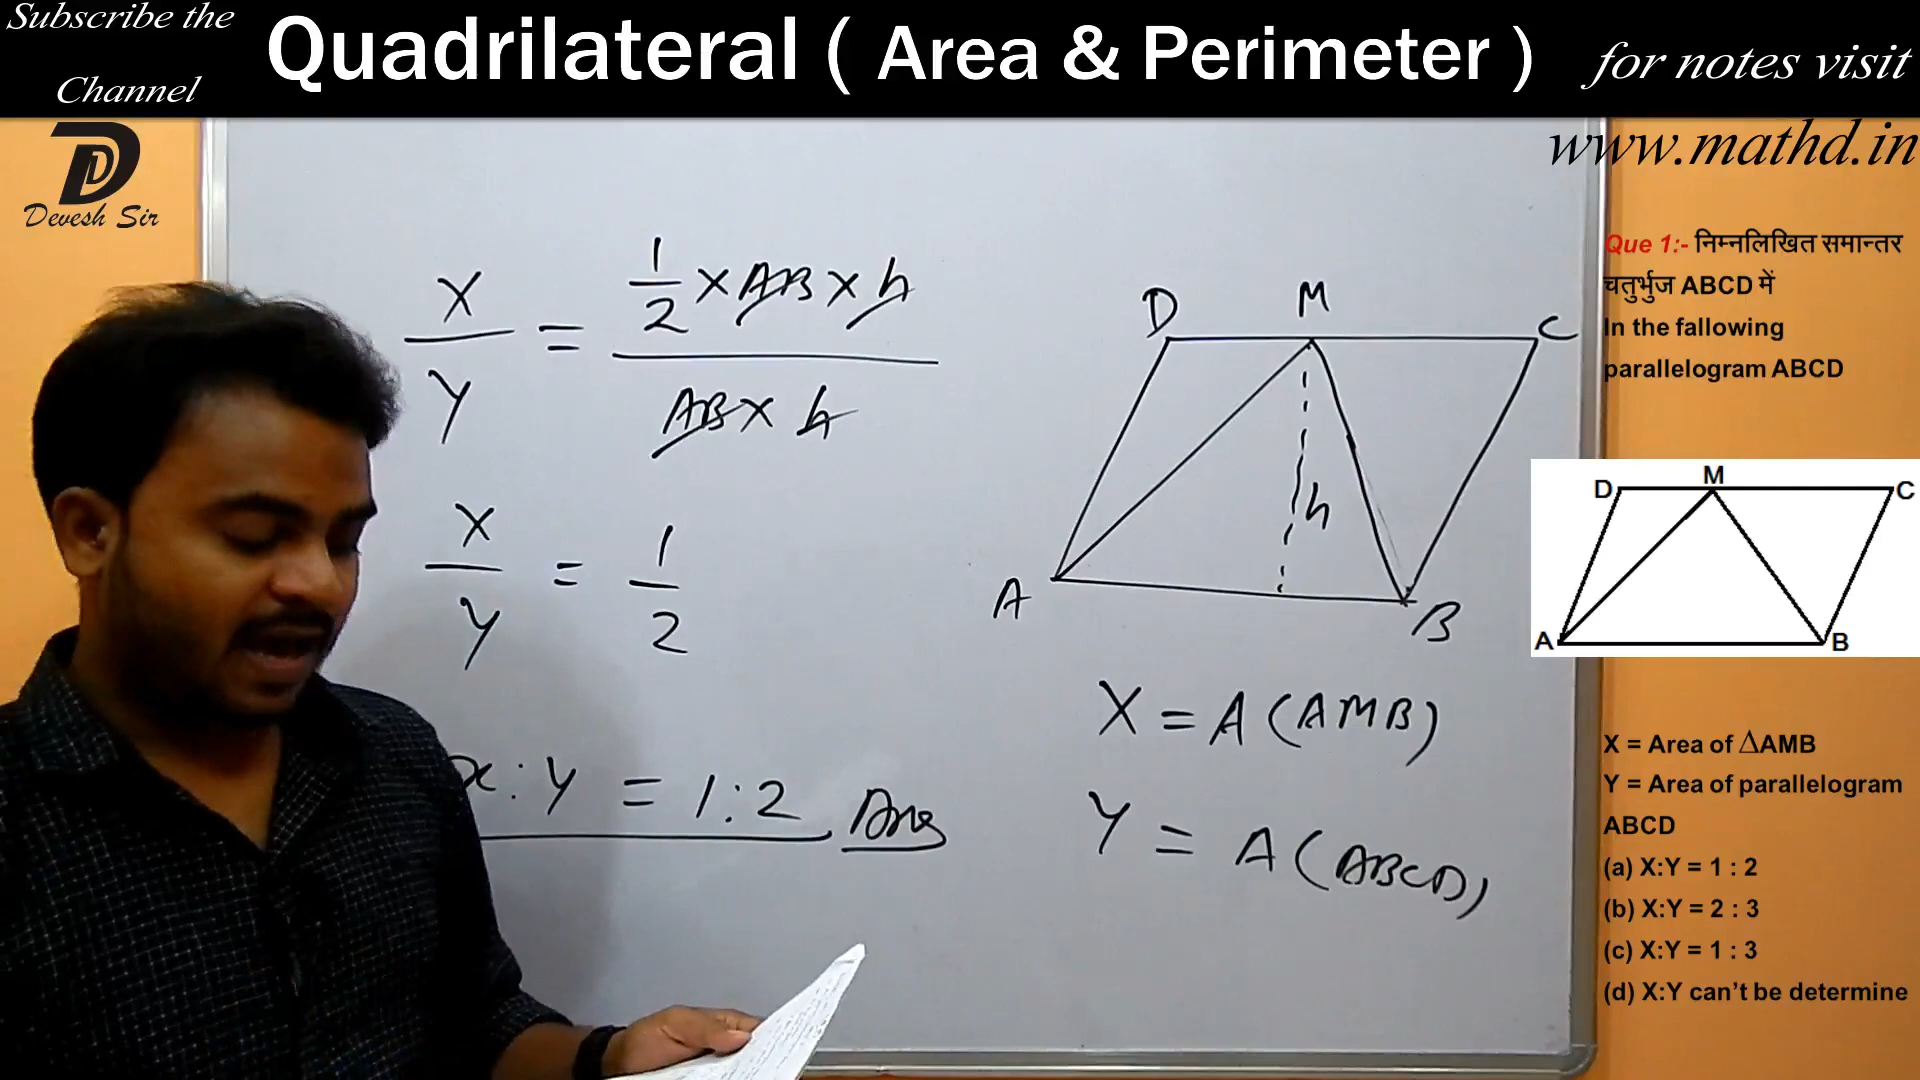 Subscribe the
Channel
Quadrilateral ( Area & Perimeter )
for notes visit
www.mathd.in
D
Devesh Sir
X/Y = 1/2 × AB × h / AB × h
X/Y = 1/2
x : y = 1 : 2 Ans
D M C
h
A B
X = A (AMB)
Y = A (ABCD)
Que 1:- निम्नलिखित समान्तर
चतुर्भुज ABCD में
In the fallowing
parallelogram ABCD
D M C
A B
X = Area of ∆AMB
Y = Area of parallelogram
ABCD
(a) X:Y = 1 : 2
(b) X:Y = 2 : 3
(c) X:Y = 1 : 3
(d) X:Y can’t be determine